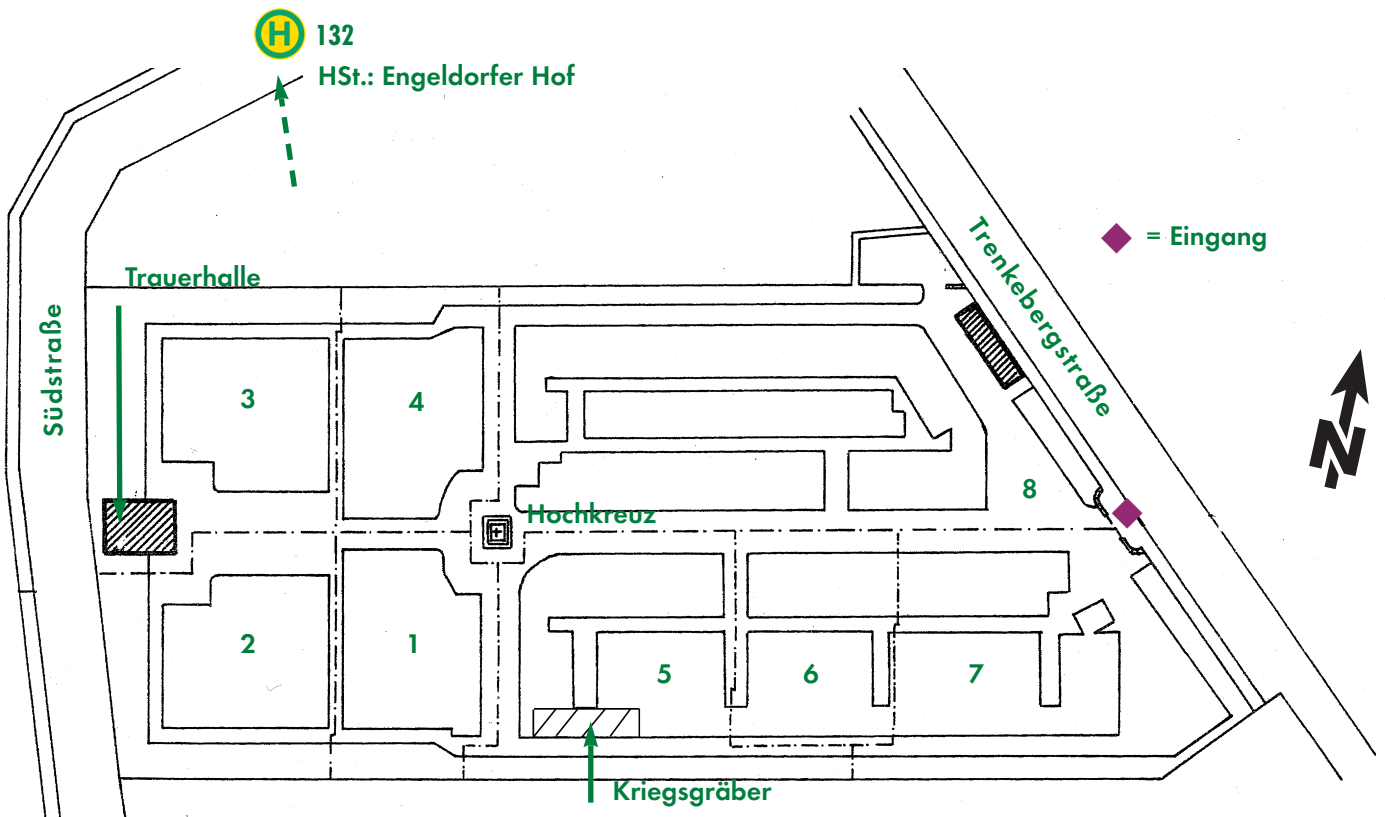 H 132
HSt.: Engeldorfer Hof
Trenkebergstraße
= Eingang
Trauerhalle
Südstraße
3
4
N
8
Hochkreuz
2
1
5
6
7
Kriegsgräber